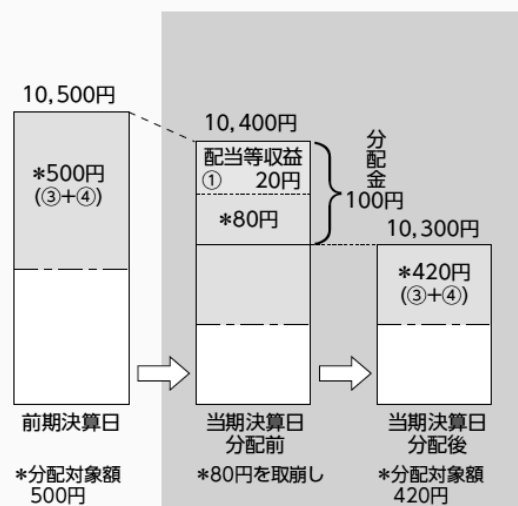 10,500円
*500円
(③+④)
前期決算日
*分配対象額
500円
10,400円
配当等収益
① 20円
*80円
分配金
100円
当期決算日
分配前
*80円を取崩し
10,300円
*420円
(③+④)
当期決算日
分配後
*分配対象額
420円